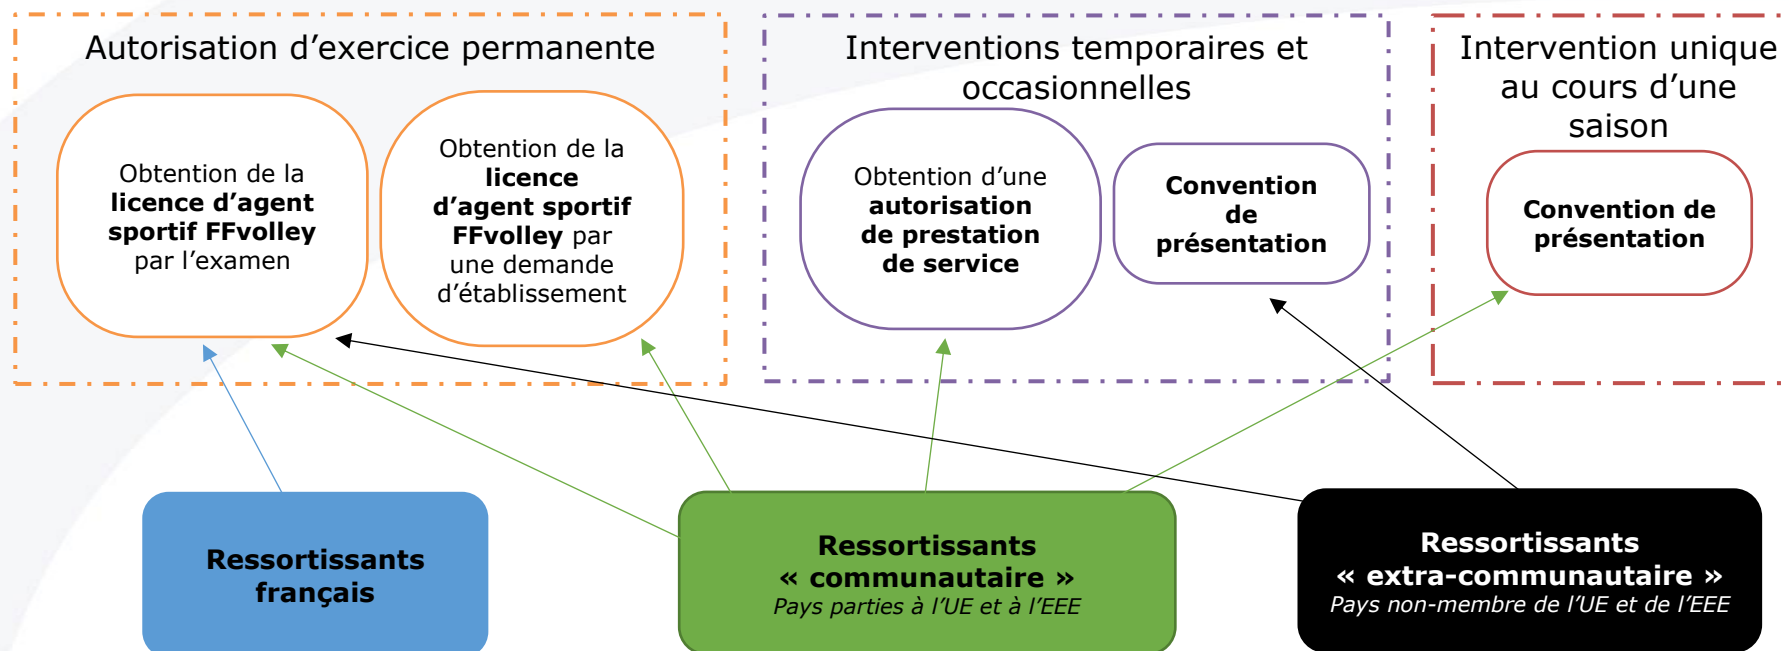 Autorisation d’exercice permanente
Obtention de la
licence d’agent
sportif FFvolley
par l’examen
Obtention de la
licence
d’agent sportif
FFvolley par
une demande
d’établissement
Interventions temporaires et
occasionnelles
Obtention d’une
autorisation
de prestation
de service
Convention
de
présentation
Intervention unique
au cours d’une
saison
Convention de
présentation
Ressortissants
français
Ressortissants
« communautaire »
Pays parties à l’UE et à l’EEE
Ressortissants
« extra-communautaire »
Pays non-membre de l’UE et de l’EEE